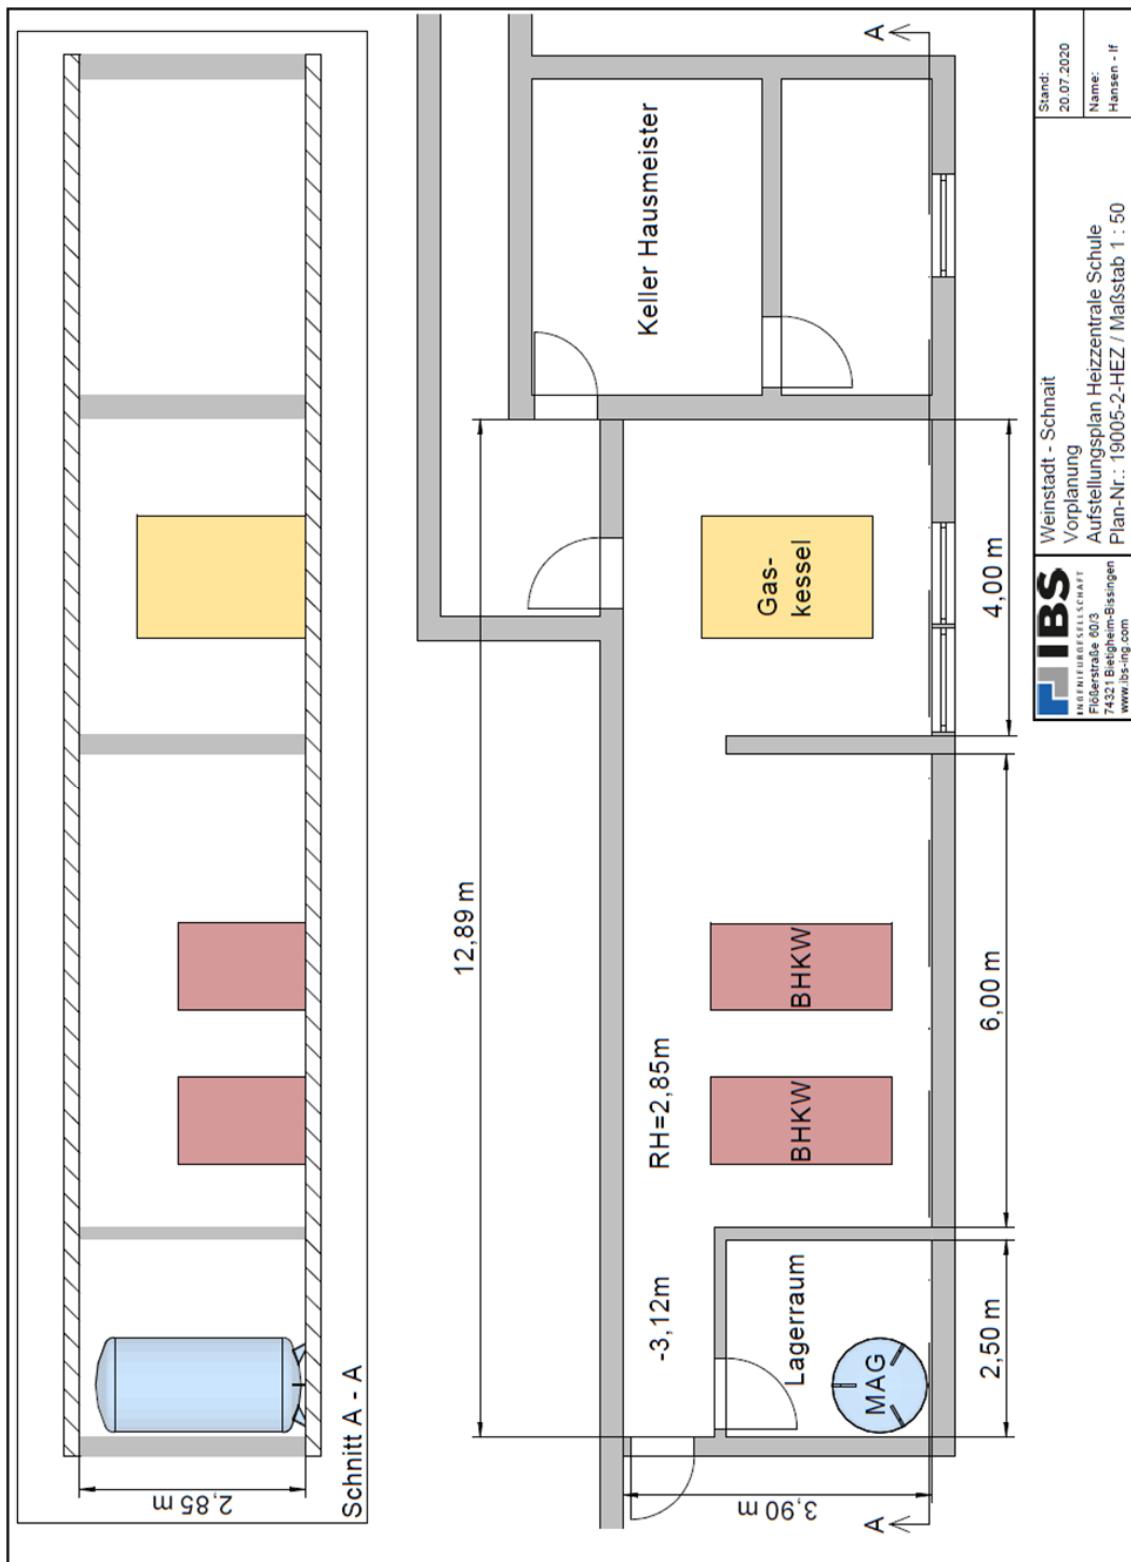 Schnitt A - A
2,85 m
12,89 m
3,90 m
-3,12m
RH=2,85m
Lagerraum
MAG
BHKW
BHKW
Gas-
kessel
Keller Hausmeister
A
A
2,50 m
6,00 m
4,00 m
IBS
INGENIEURGESELLSCHAFT
Flößerstraße 60/3
74321 Bietigheim-Bissingen
www.ibs-ing.com
Weinstadt - Schnait
Vorplanung
Aufstellungsplan Heizzentrale Schule
Plan-Nr.: 19005-2-HEZ / Maßstab 1 : 50
Stand:
20.07.2020
Name:
Hansen - lf